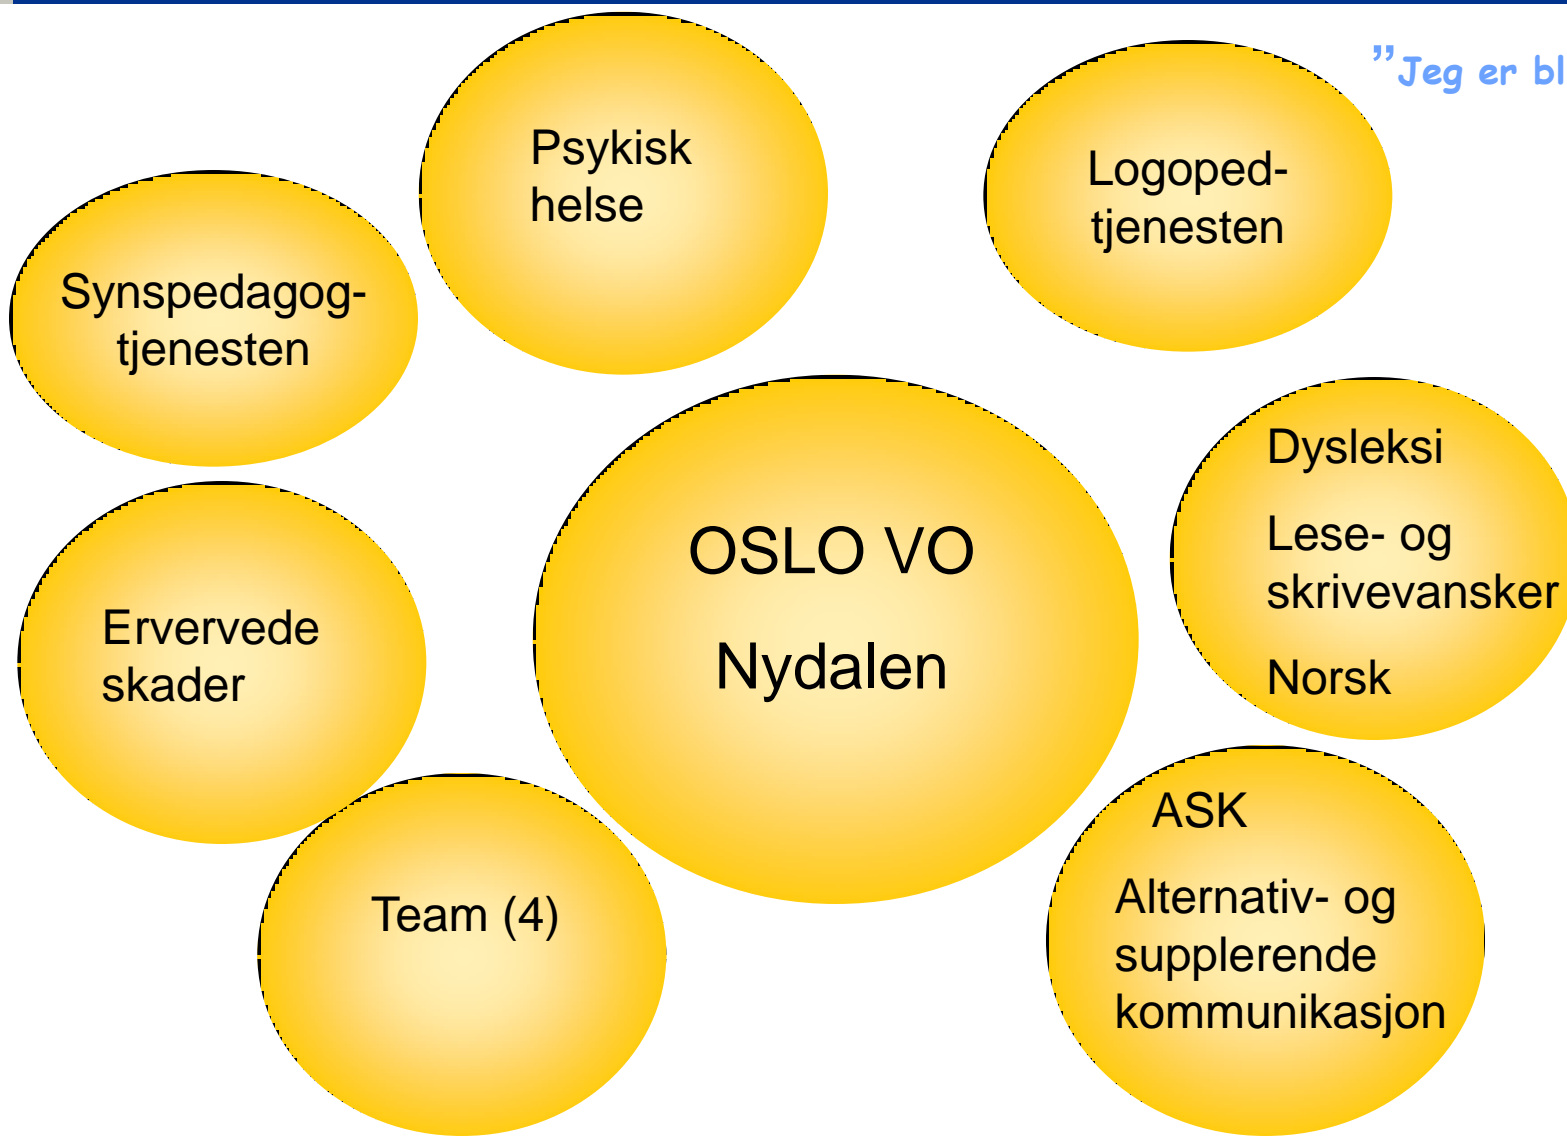 ”Jeg er bl
Psykisk
helse
Logoped-
tjenesten
Synspedagog-
tjenesten
Dysleksi
Lese- og
skrivevansker
Norsk
OSLO VO
Nydalen
Ervervede
skader
ASK
Alternativ- og
supplerende
kommunikasjon
Team (4)